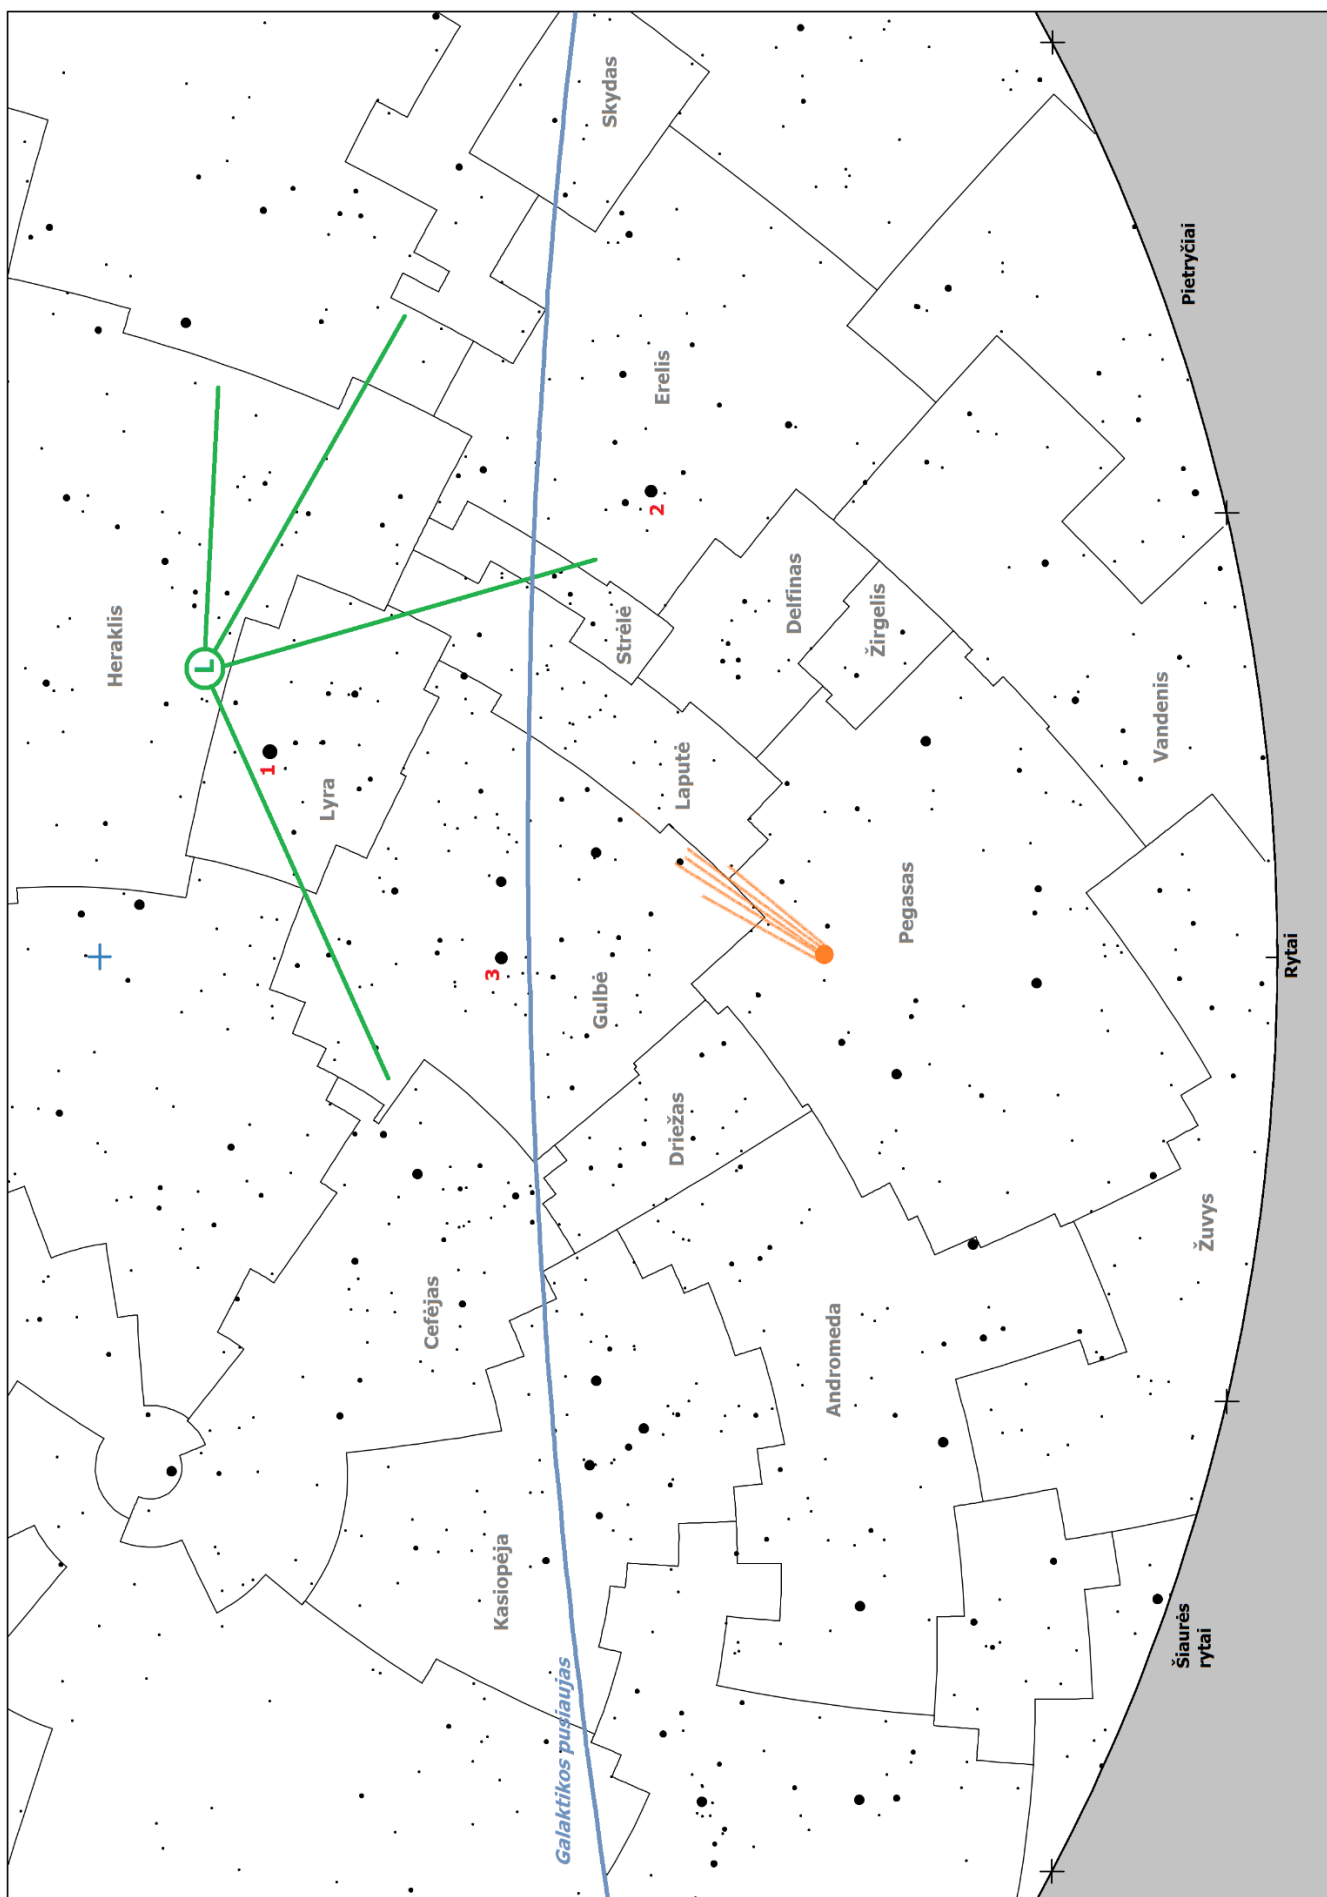 Skydas
Pietryčiai
Erelis
2
Delfinas
Žirgelis
Strėlė
Heraklis
L
Vandenis
Laputė
1
Lyra
Pegasas
Rytai
3
Gulbė
Driežas
Žuvys
Cefėjas
Andromeda
Kasiopėja
Šiaurės
rytai
Galaktikos pusiaujas